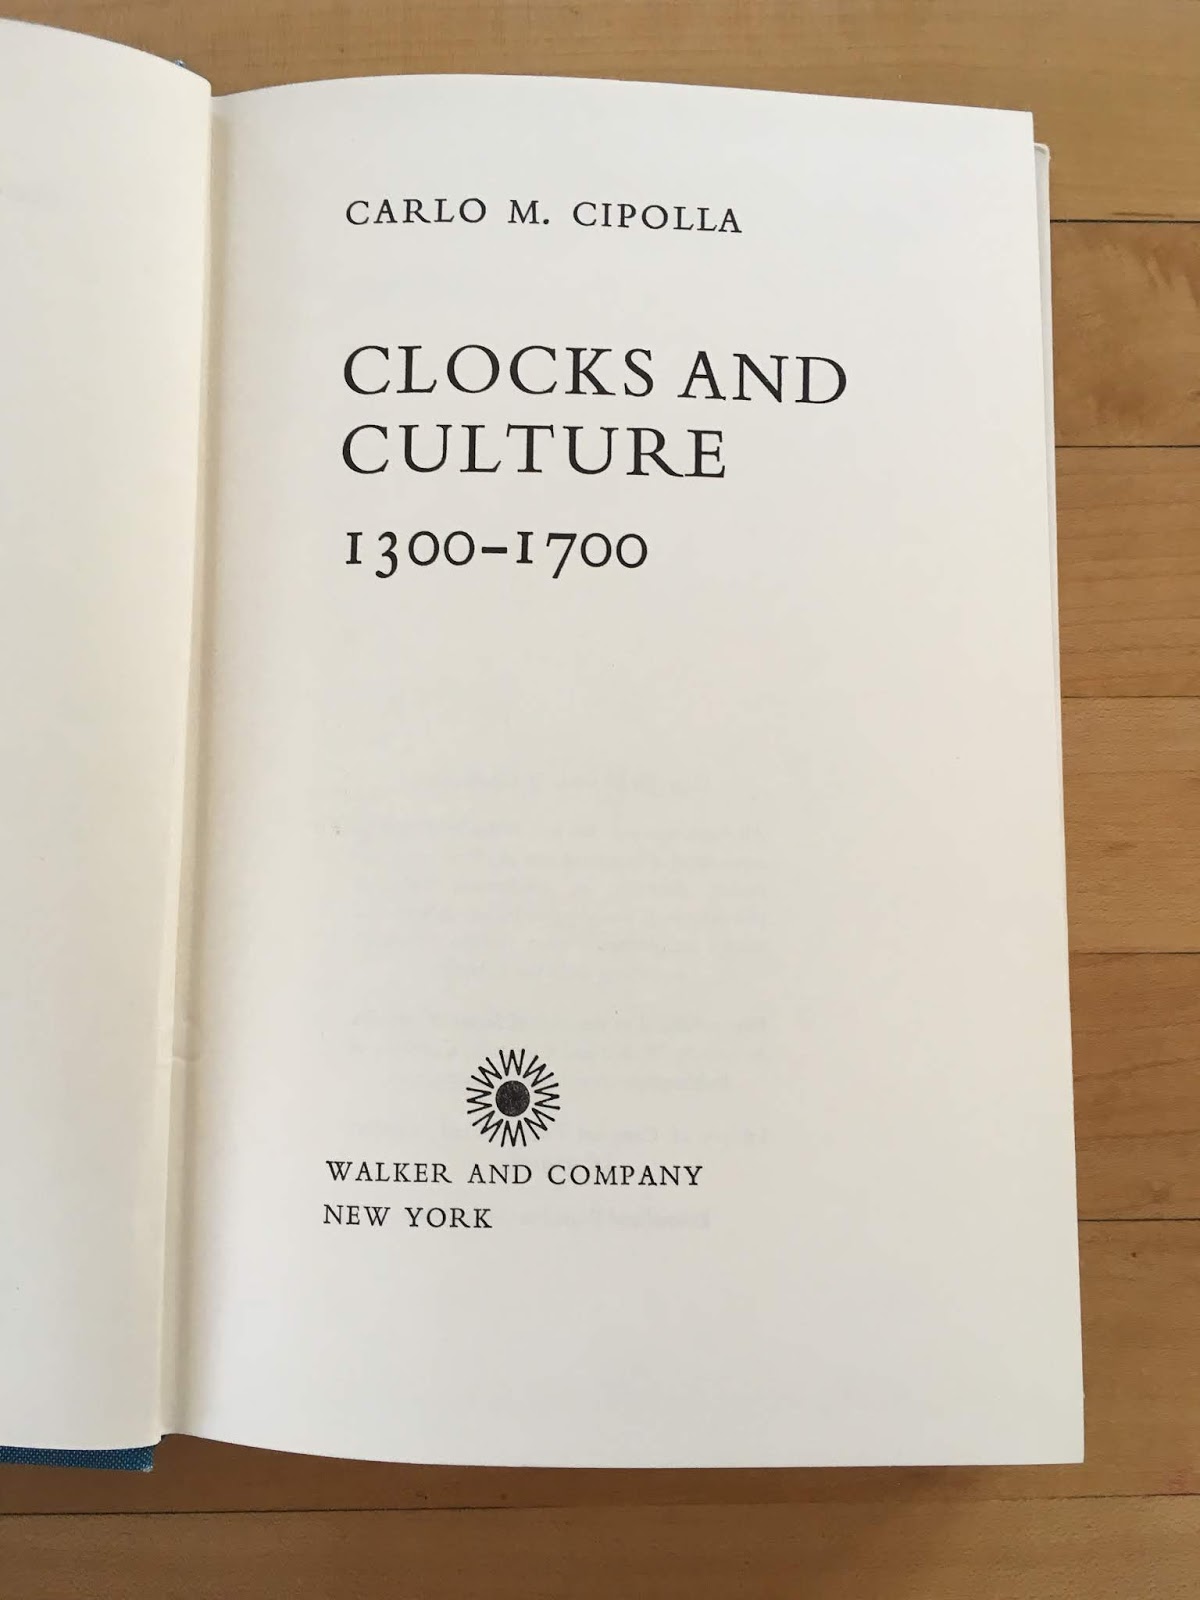 CARLO M. CIPOLLA
CLOCKS AND
CULTURE
1300-1700
WALKER AND COMPANY
NEW YORK